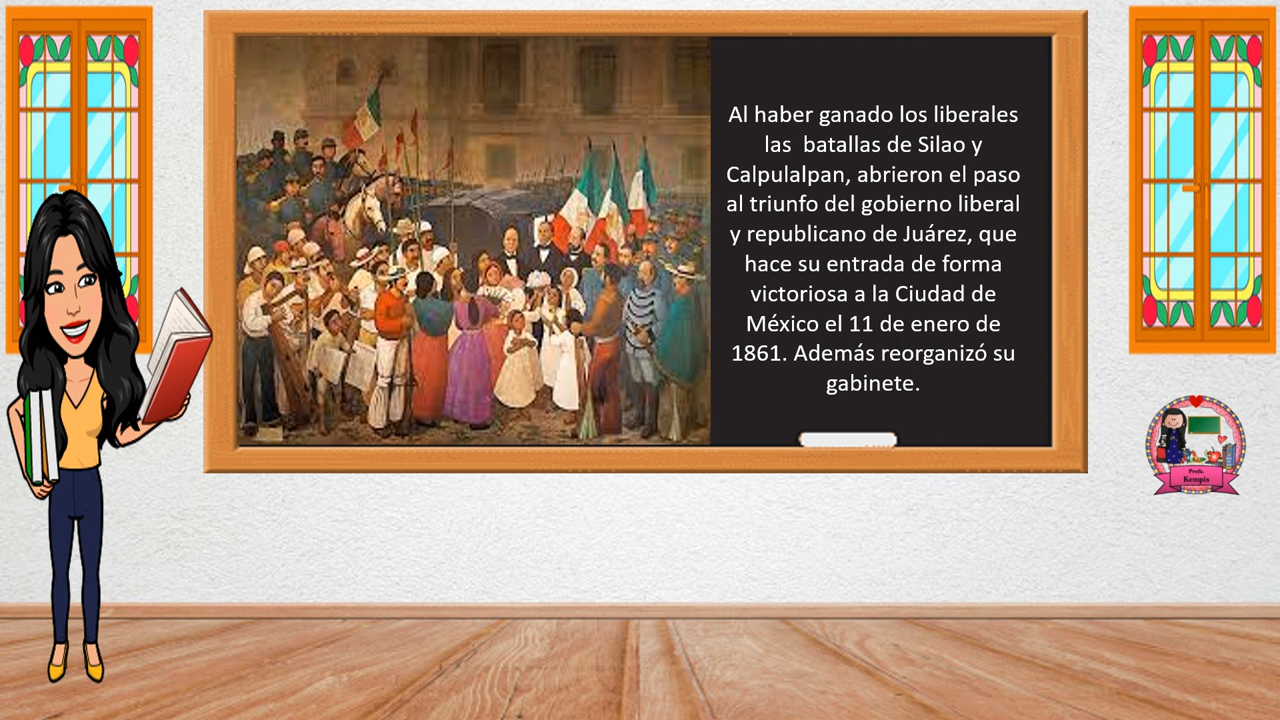 Al haber ganado los liberales
las  batallas de Silao y
Calpulalpan, abrieron el paso
al triunfo del gobierno liberal
y republicano de Juárez, que
hace su entrada de forma
victoriosa a la Ciudad de
México el 11 de enero de
1861. Además reorganizó su
gabinete.
Profa.
Kempis